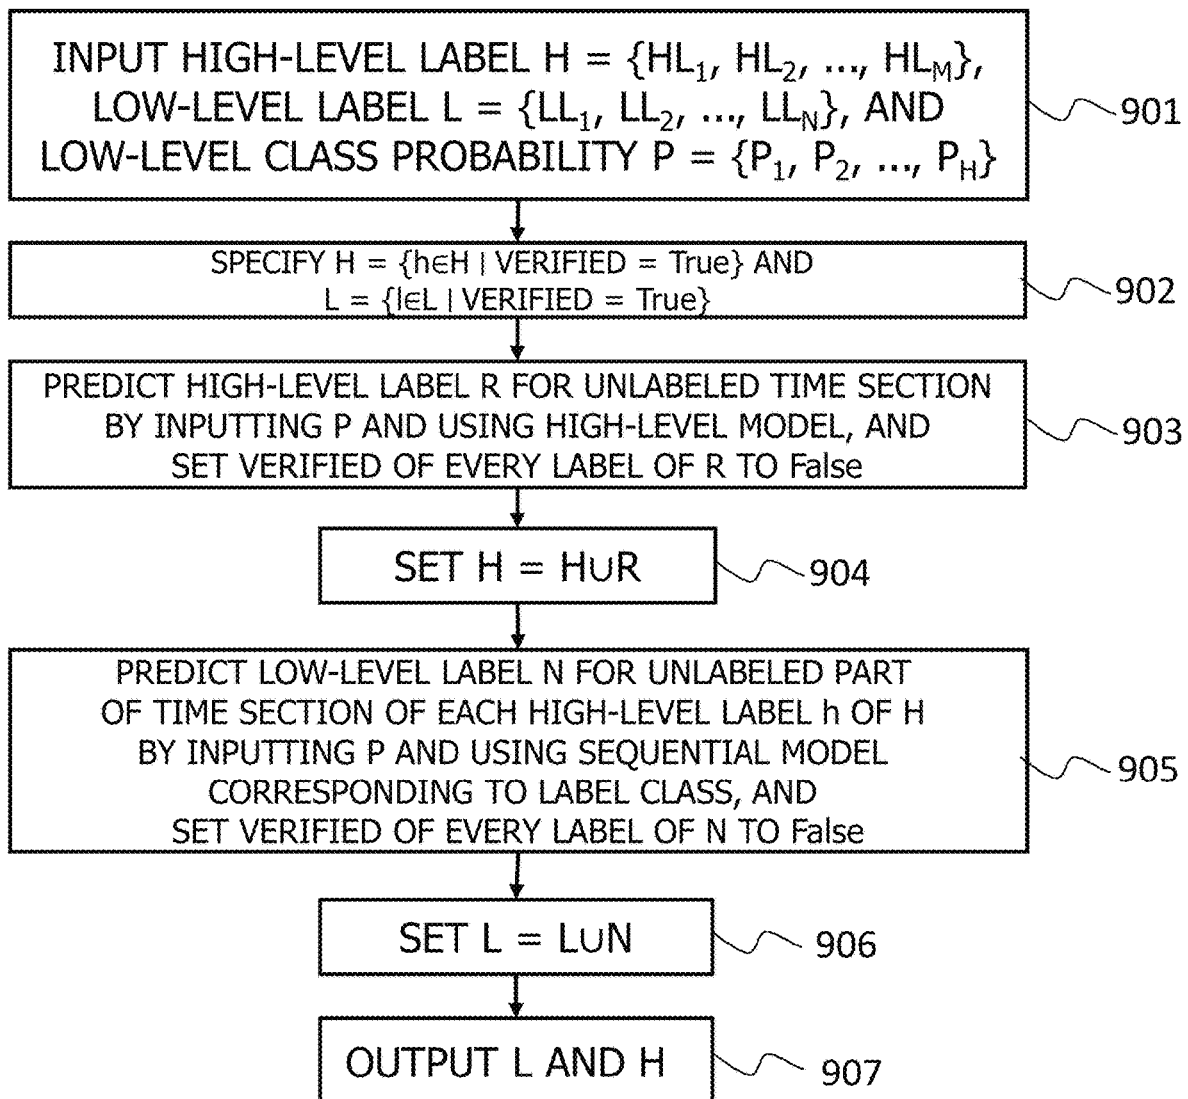 INPUT HIGH-LEVEL LABEL H = {HL₁, HL₂, ..., HL_M},
LOW-LEVEL LABEL L = {LL₁, LL₂, ..., LL_N}, AND
LOW-LEVEL CLASS PROBABILITY P = {P₁, P₂, ..., P_H}
901
SPECIFY H = {h∈H | VERIFIED = True} AND
L = {l∈L | VERIFIED = True}
902
PREDICT HIGH-LEVEL LABEL R FOR UNLABELED TIME SECTION
BY INPUTTING P AND USING HIGH-LEVEL MODEL, AND
SET VERIFIED OF EVERY LABEL OF R TO False
903
SET H = H∪R
904
PREDICT LOW-LEVEL LABEL N FOR UNLABELED PART
OF TIME SECTION OF EACH HIGH-LEVEL LABEL h OF H
BY INPUTTING P AND USING SEQUENTIAL MODEL
CORRESPONDING TO LABEL CLASS, AND
SET VERIFIED OF EVERY LABEL OF N TO False
905
SET L = L∪N
906
OUTPUT L AND H
907